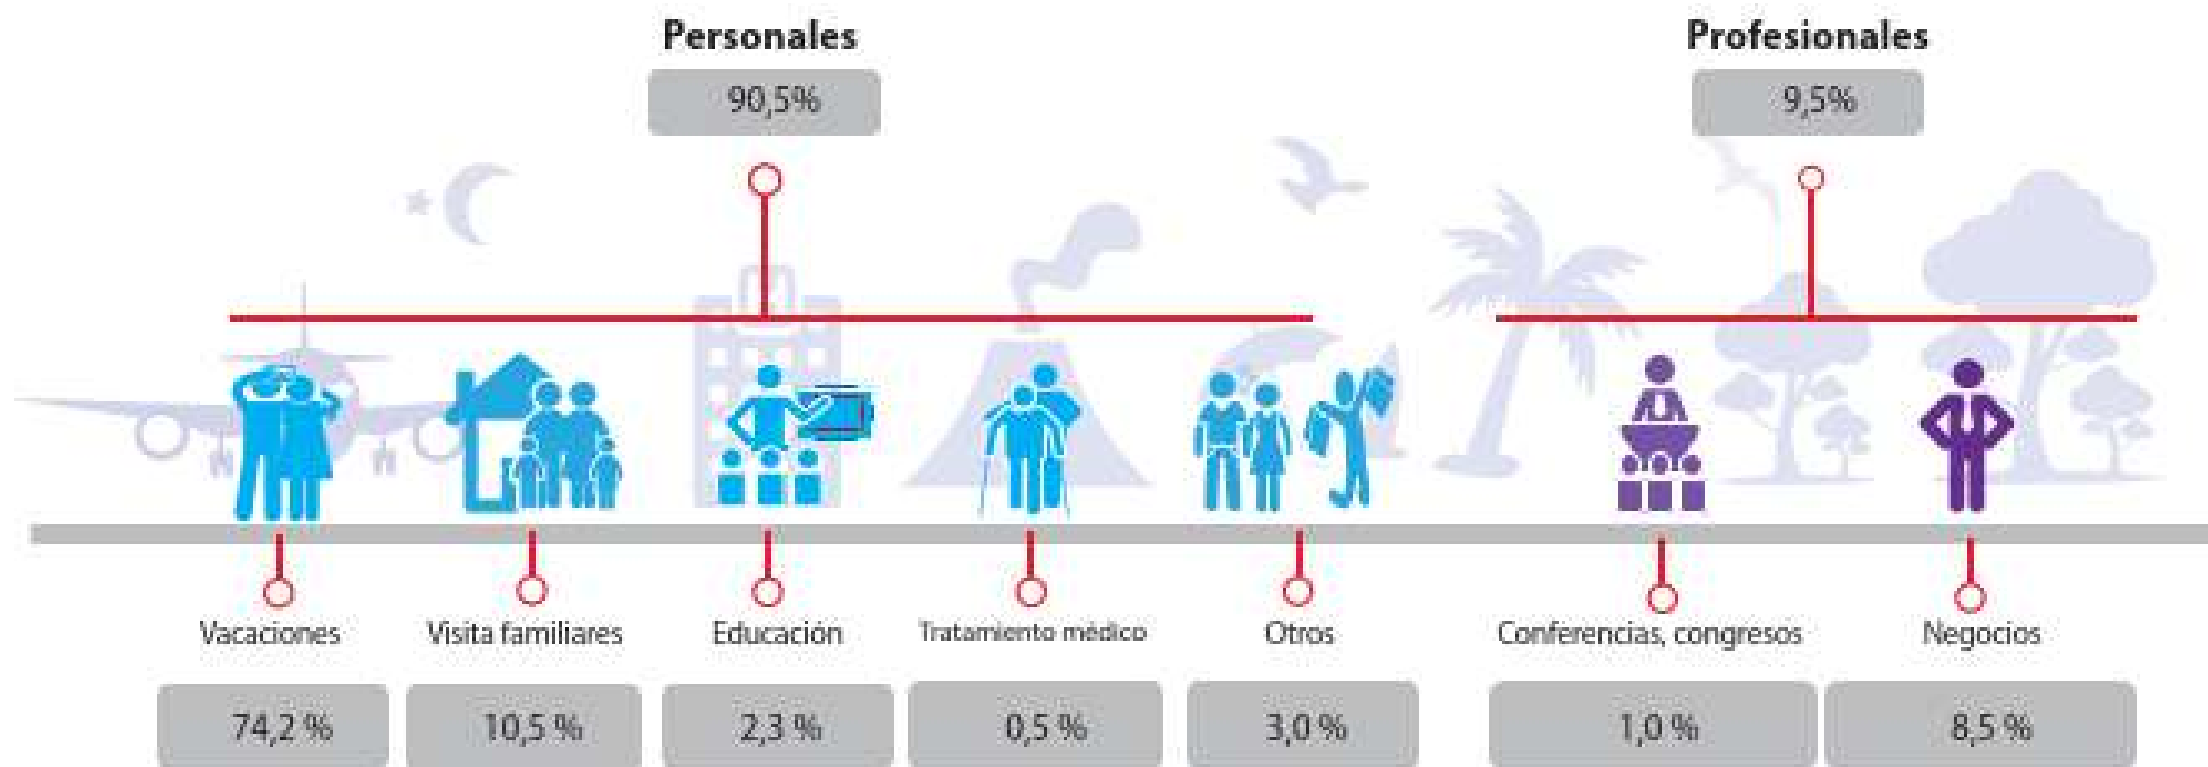 Personales
90,5%
Profesionales
9,5%
Vacaciones
Visita familiares
Educación
Tratamiento médico
Otros
Conferencias, congresos
Negocios
74,2 %
10,5 %
2,3 %
0,5 %
3,0 %
1,0 %
8,5 %